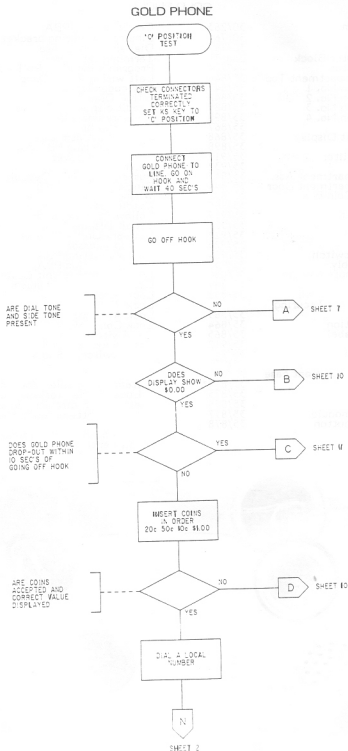 GOLD PHONE
'C' POSITION
TEST
CHECK CONNECTORS
TERMINATED
CORRECTLY
SET KS KEY TO
'C' POSITION
CONNECT
GOLD PHONE TO
LINE, GO ON
HOOK AND
WAIT 40 SEC'S
GO OFF HOOK
ARE DIAL TONE
AND SIDE TONE
PRESENT
NO
A
SHEET 7
YES
DOES
DISPLAY SHOW
$0.00
NO
B
SHEET 10
YES
DOES GOLD PHONE
DROP-OUT WITHIN
10 SEC'S OF
GOING OFF HOOK
YES
C
SHEET
NO
INSERT COINS
IN ORDER
20c 50c 10c $1.00
ARE COINS
ACCEPTED AND
CORRECT VALUE
DISPLAYED
NO
D
SHEET 10
YES
DIAL A LOCAL
NUMBER
N
SHEET 2